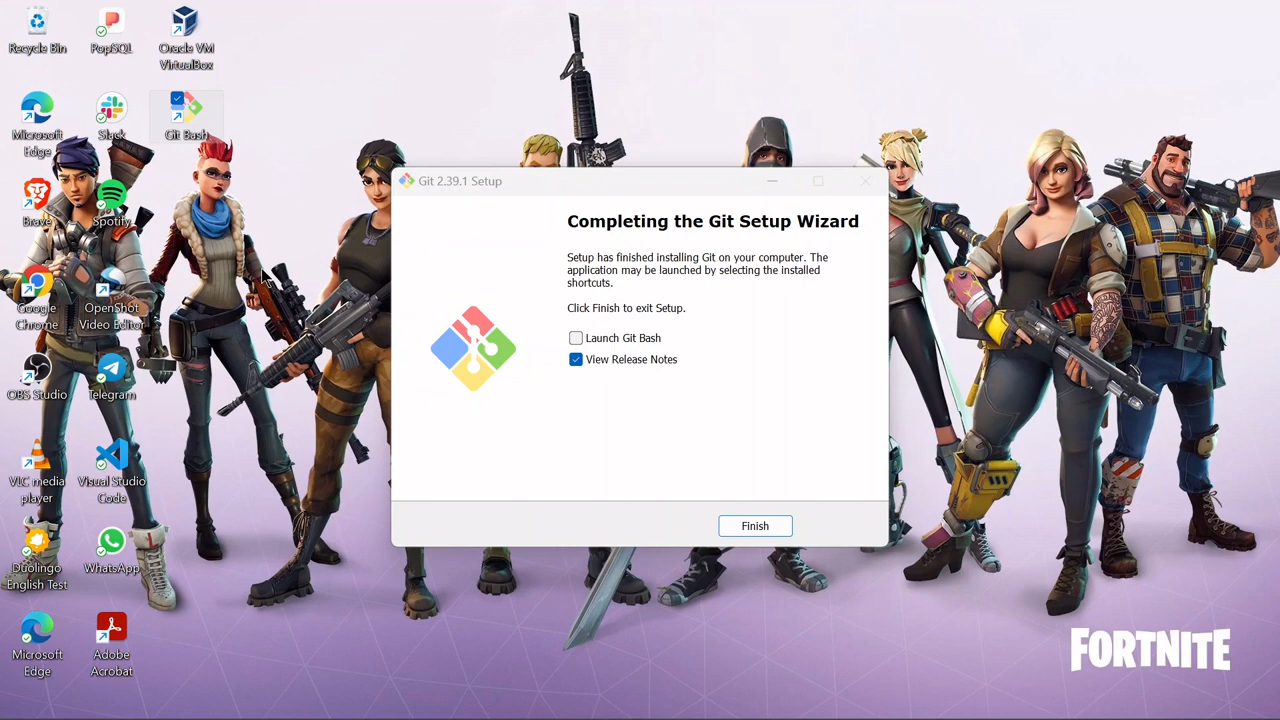 Recycle Bin
PopSQL
Oracle VM
VirtualBox
Microsoft
Edge
Slack
Git Bash
Brave
Spotify
Google
Chrome
OpenShot
Video Editor
OBS Studio
Telegram
VLC media
player
Visual Studio
Code
Duolingo
English Test
WhatsApp
Microsoft
Edge
Adobe
Acrobat
Git 2.39.1 Setup
Completing the Git Setup Wizard
Setup has finished installing Git on your computer. The
application may be launched by selecting the installed
shortcuts.
Click Finish to exit Setup.
Launch Git Bash
View Release Notes
Finish
FORTNITE